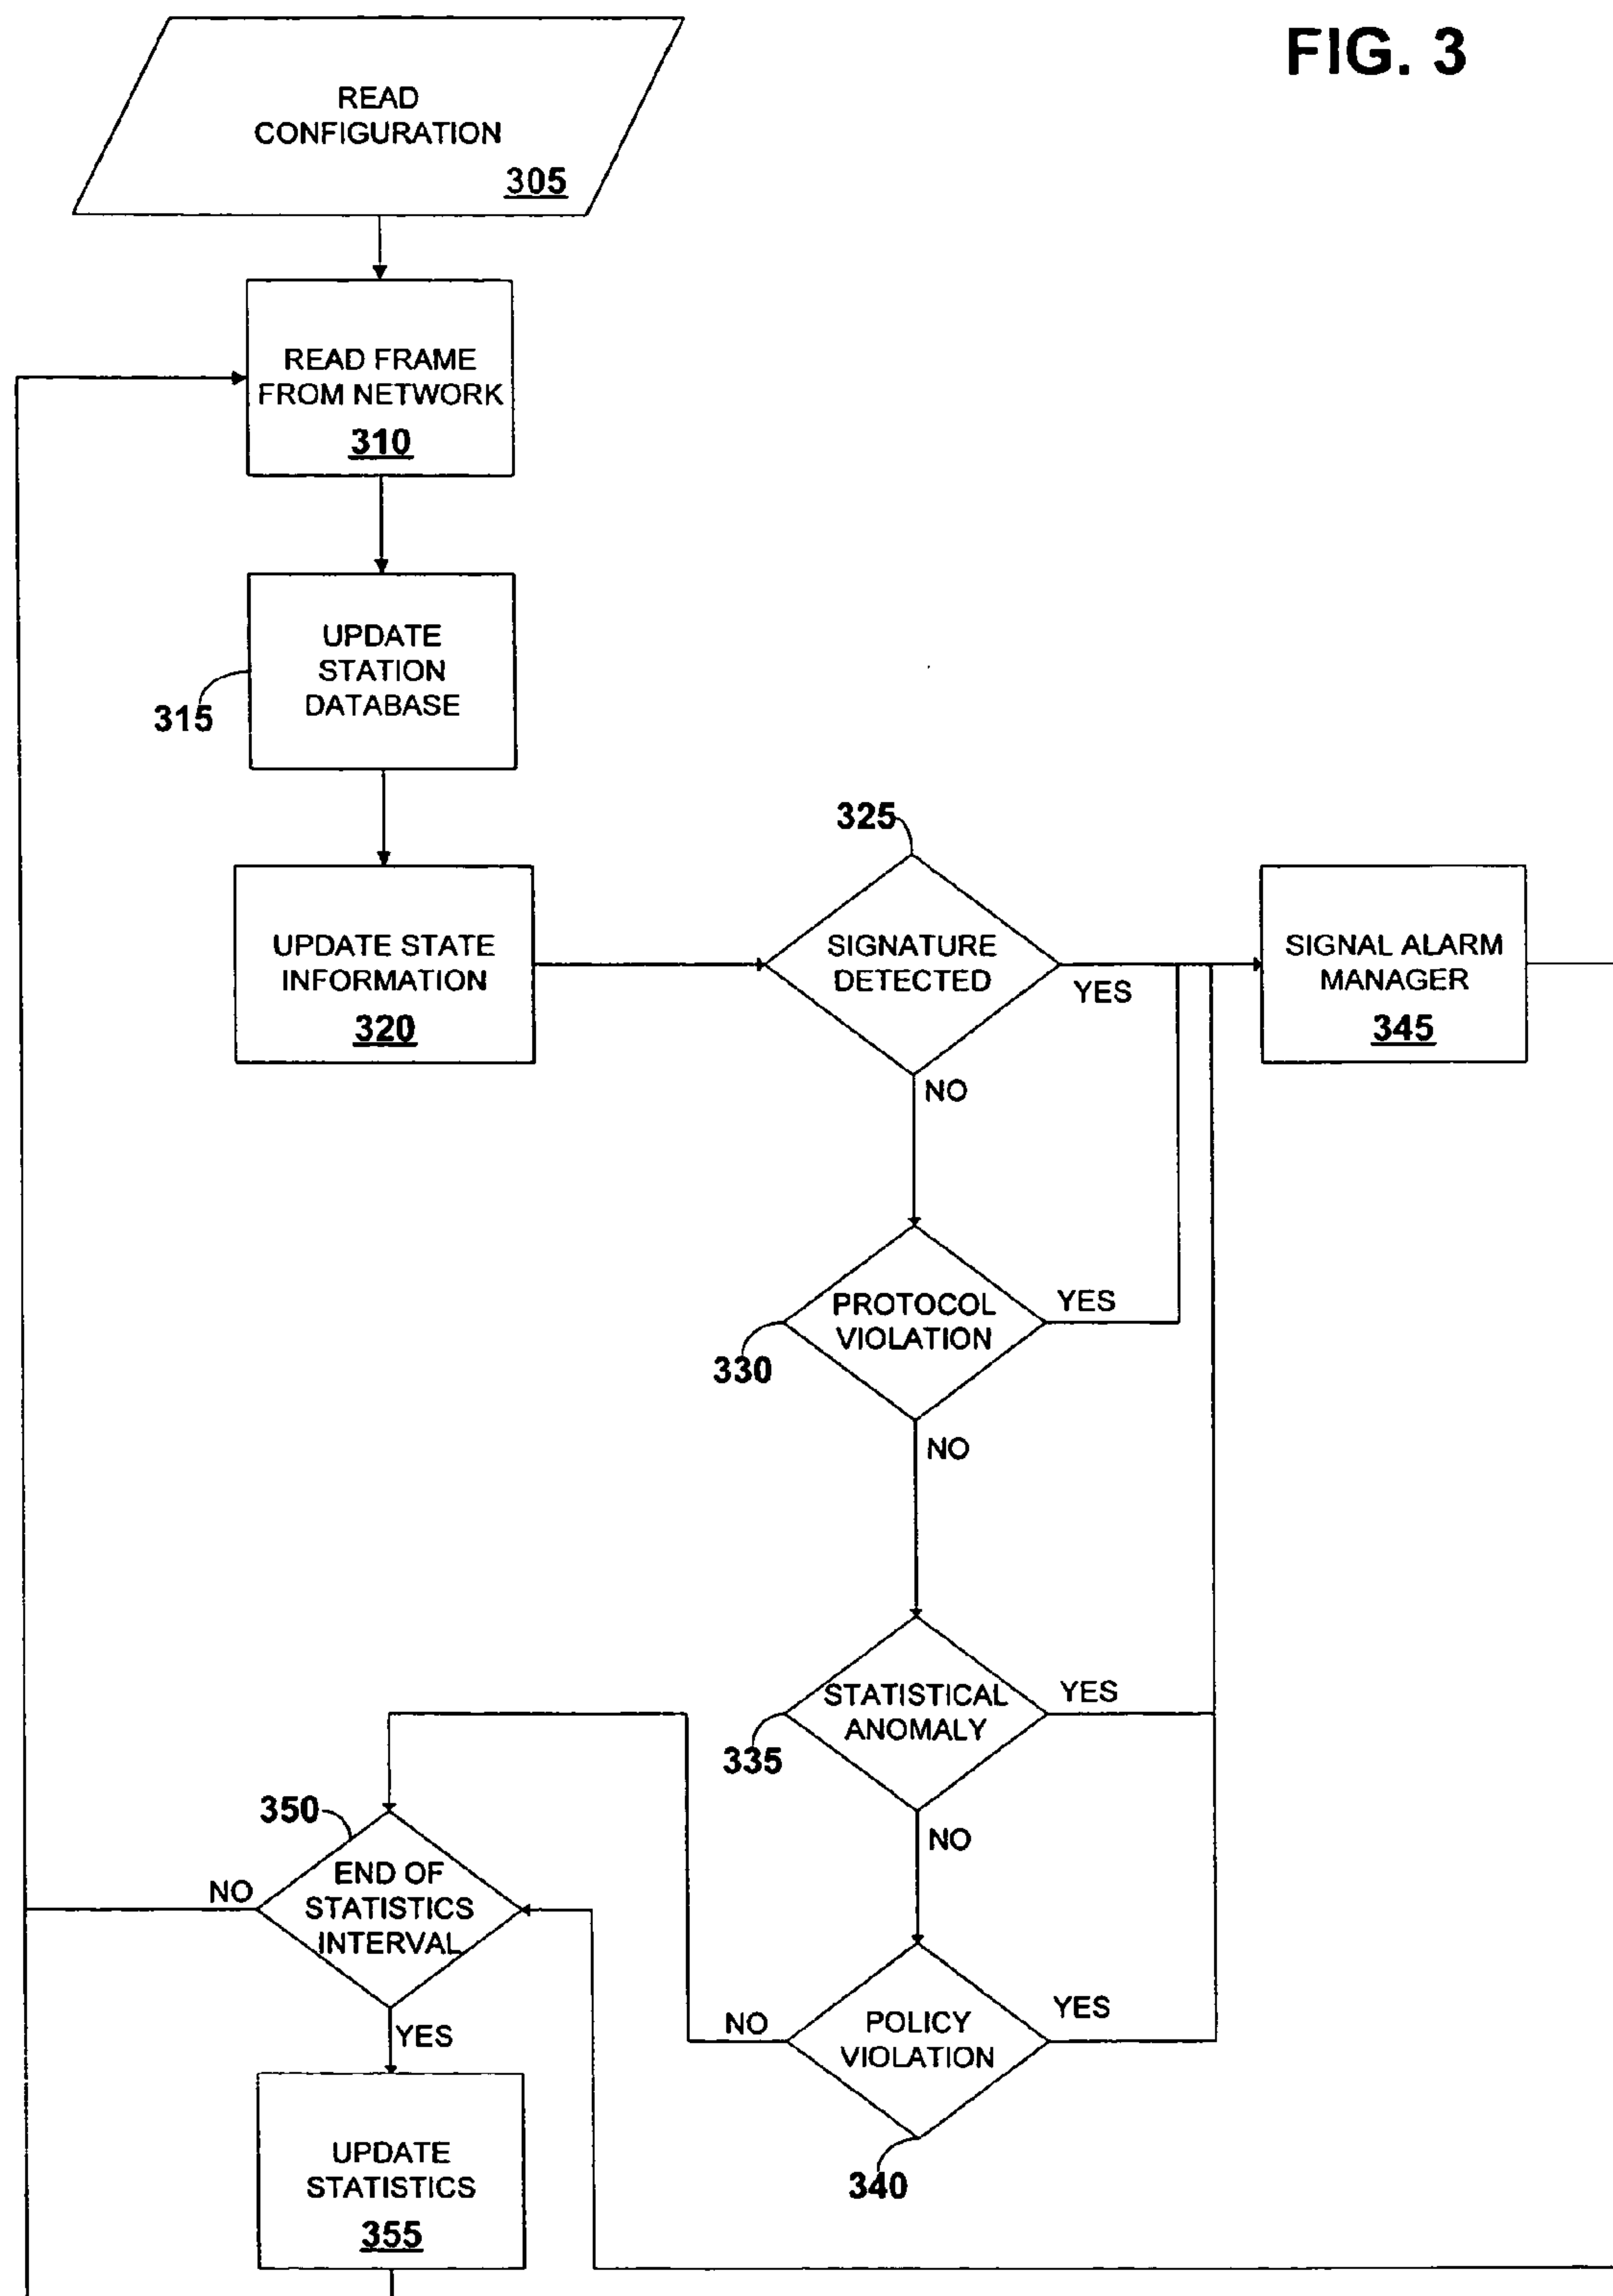 FIG. 3
READ
CONFIGURATION
305
READ FRAME
FROM NETWORK
310
UPDATE
STATION
DATABASE
315
325
UPDATE STATE
INFORMATION
320
SIGNATURE
DETECTED
YES
NO
SIGNAL ALARM
MANAGER
345
PROTOCOL
VIOLATION
YES
330
NO
STATISTICAL
ANOMALY
YES
335
NO
350
END OF
STATISTICS
INTERVAL
NO
YES
POLICY
VIOLATION
NO
YES
340
UPDATE
STATISTICS
355